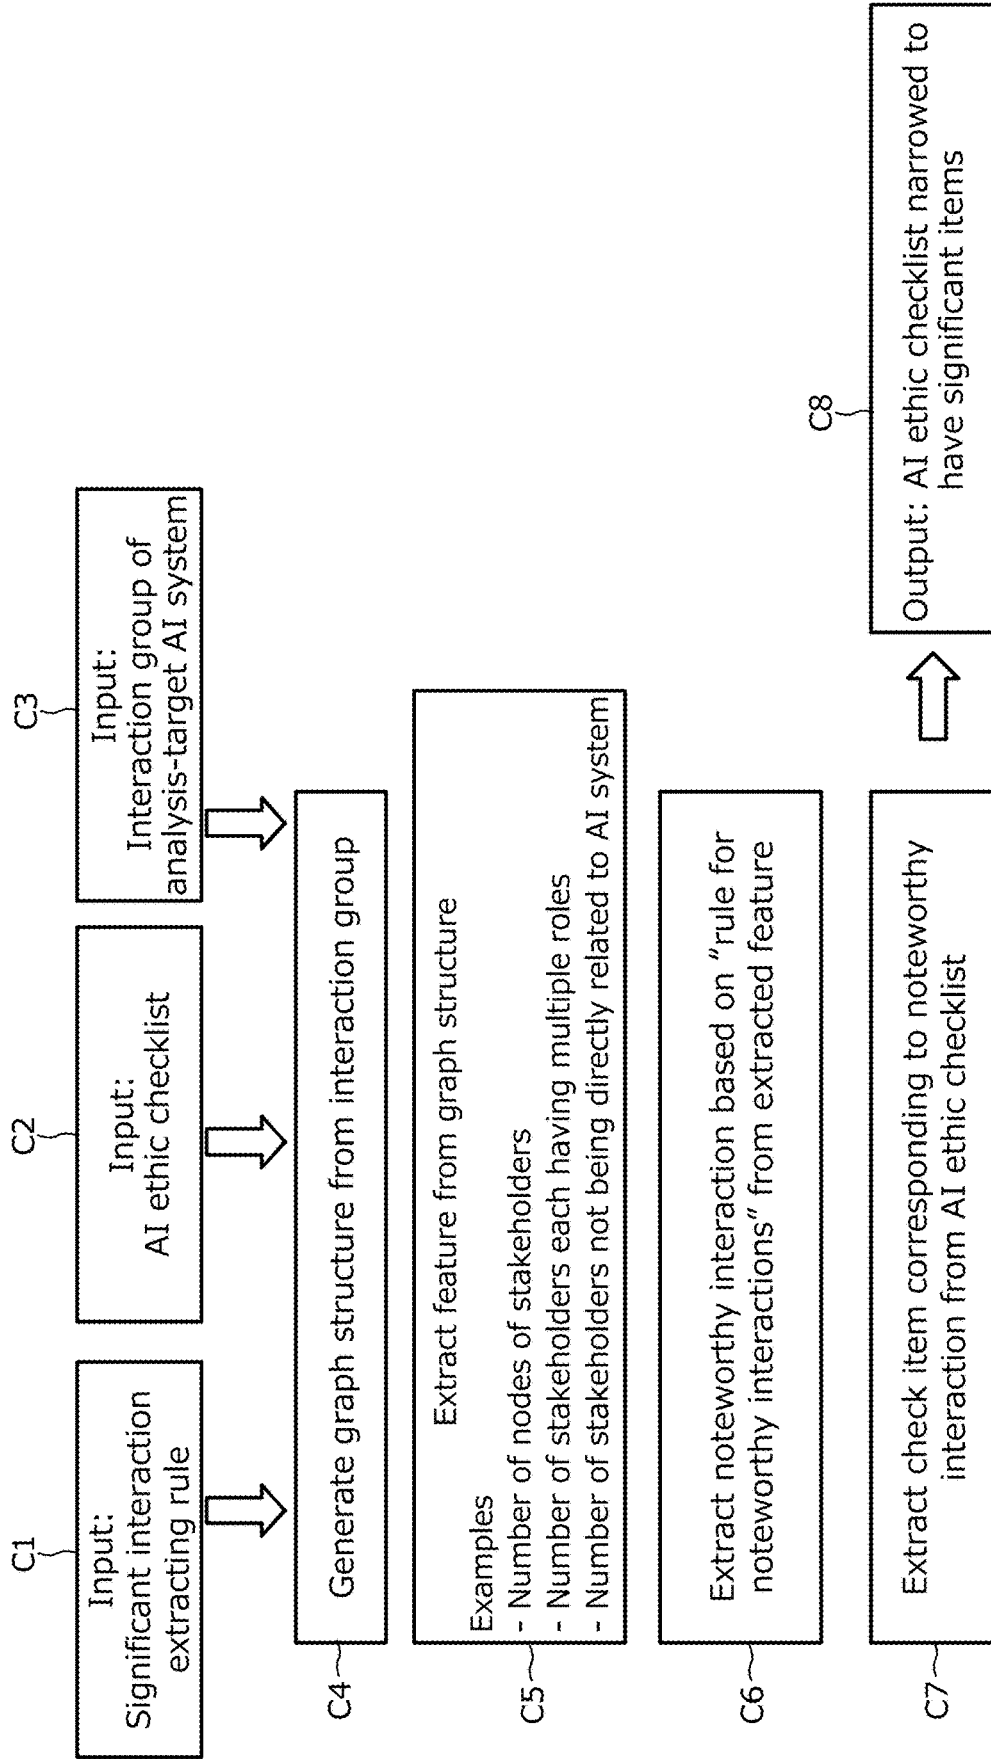 C1
Input:
Significant interaction
extracting rule
C2
Input:
AI ethic checklist
C3
Input:
Interaction group of
analysis-target AI system
C4
Generate graph structure from interaction group
C5
Extract feature from graph structure
Examples
- Number of nodes of stakeholders
- Number of stakeholders each having multiple roles
- Number of stakeholders not being directly related to AI system
C6
Extract noteworthy interaction based on “rule for
noteworthy interactions” from extracted feature
C7
Extract check item corresponding to noteworthy
interaction from AI ethic checklist
C8
Output: AI ethic checklist narrowed to
have significant items